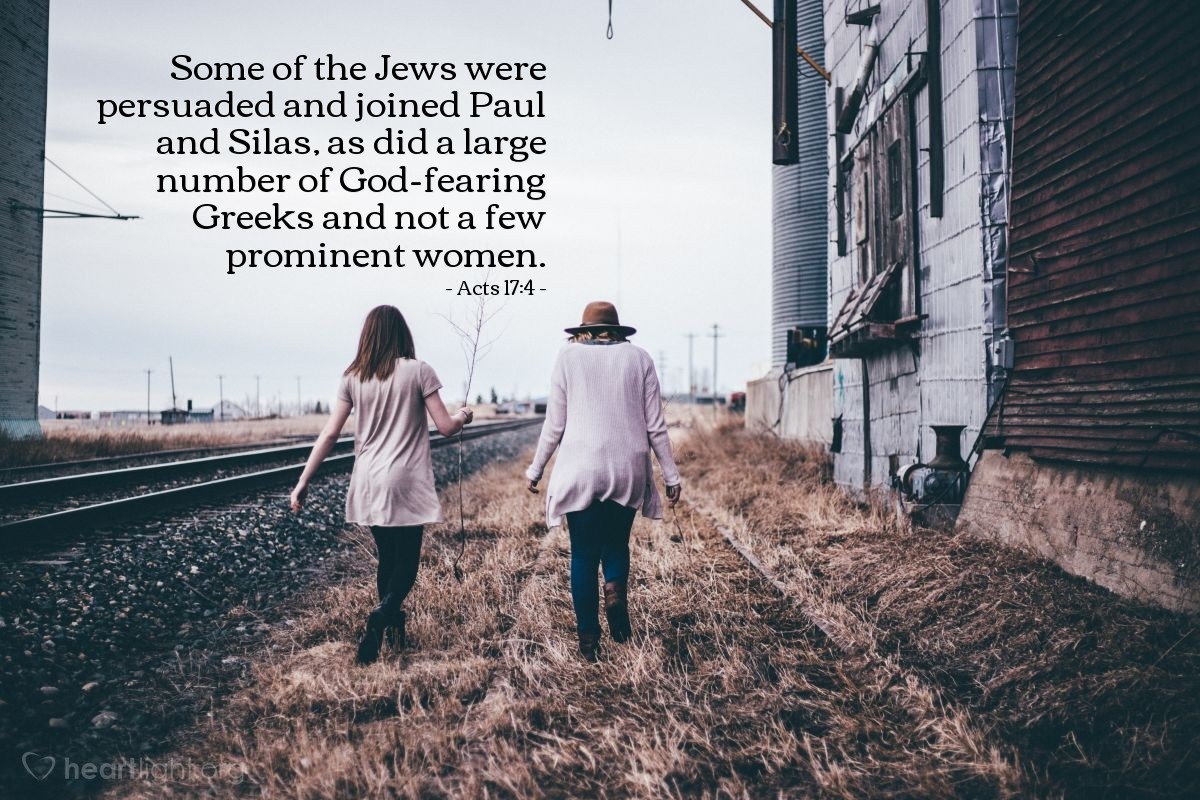 Some of the Jews were
persuaded and joined Paul
and Silas, as did a large
number of God-fearing
Greeks and not a few
prominent women.
- Acts 17:4 -
heartlight.org